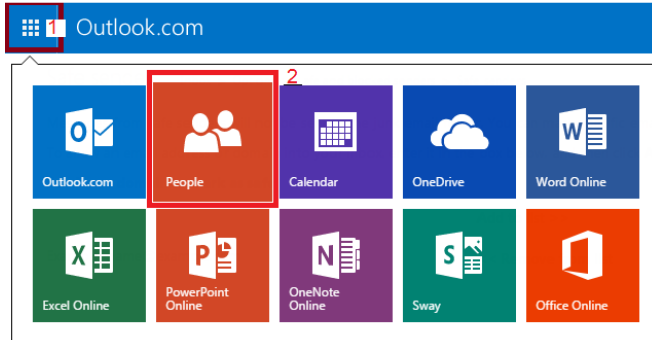 1 Outlook.com
2
Outlook.com
People
Calendar
OneDrive
Word Online
Excel Online
PowerPoint
Online
OneNote
Online
Sway
Office Online